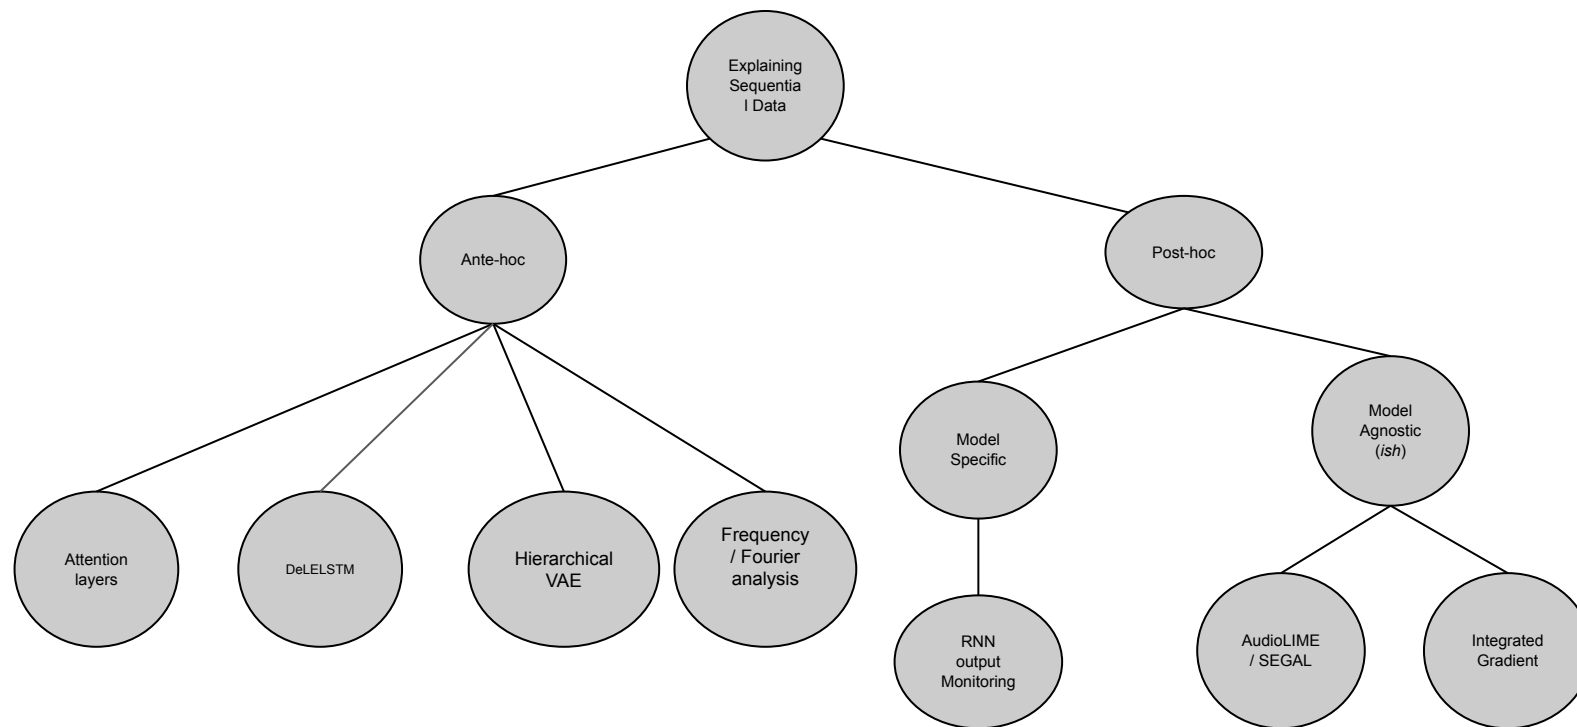 Explaining
Sequentia
l Data
Ante-hoc
Post-hoc
Model
Specific
Model
Agnostic
(ish)
Attention
layers
DeLELSTM
Hierarchical
VAE
Frequency
/ Fourier
analysis
RNN
output
Monitoring
AudioLIME
/ SEGAL
Integrated
Gradient